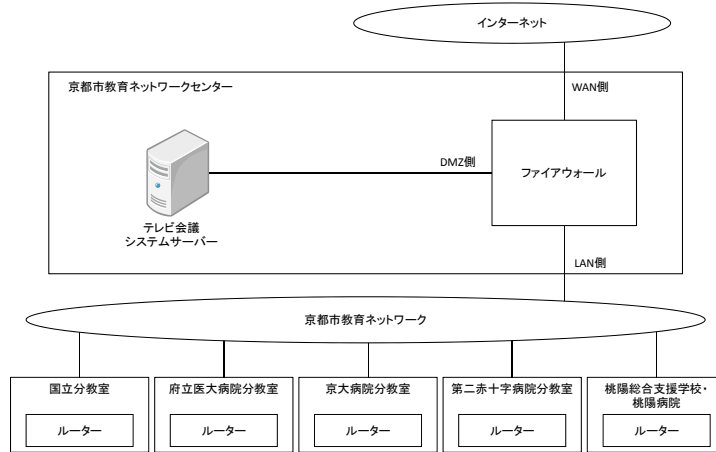 インターネット
京都市教育ネットワークセンター
WAN側
DMZ側
ファイアウォール
テレビ会議
システムサーバー
LAN側
京都市教育ネットワーク
国立分教室
府立医大病院分教室
京大病院分教室
第二赤十字病院分教室
桃陽総合支援学校・
桃陽病院
ルーター
ルーター
ルーター
ルーター
ルーター